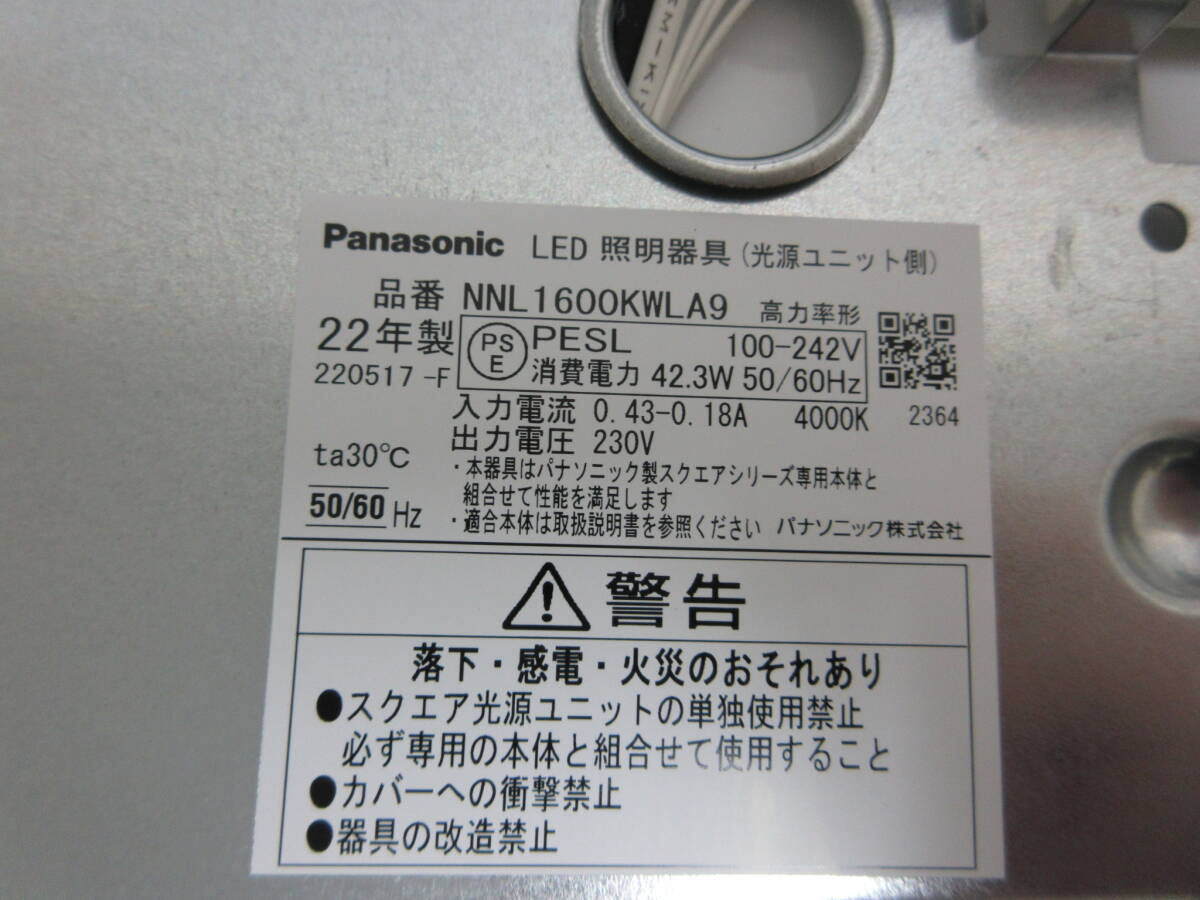 Panasonic LED 照明器具(光源ユニット側)
品番 NNL1600KWLA9 高力率形
22年製 PS E PESL 100-242V
220517 -F 消費電力 42.3W 50/60Hz
入力電流 0.43-0.18A 4000K 2364
出力電圧 230V
ta30℃
・本器具はパナソニック製スクエアシリーズ専用本体と
組合せて性能を満足します
50/60 Hz
・適合本体は取扱説明書を参照ください パナソニック株式会社
警告
落下・感電・火災のおそれあり
●スクエア光源ユニットの単独使用禁止
必ず専用の本体と組合せて使用すること
●カバーへの衝撃禁止
●器具の改造禁止